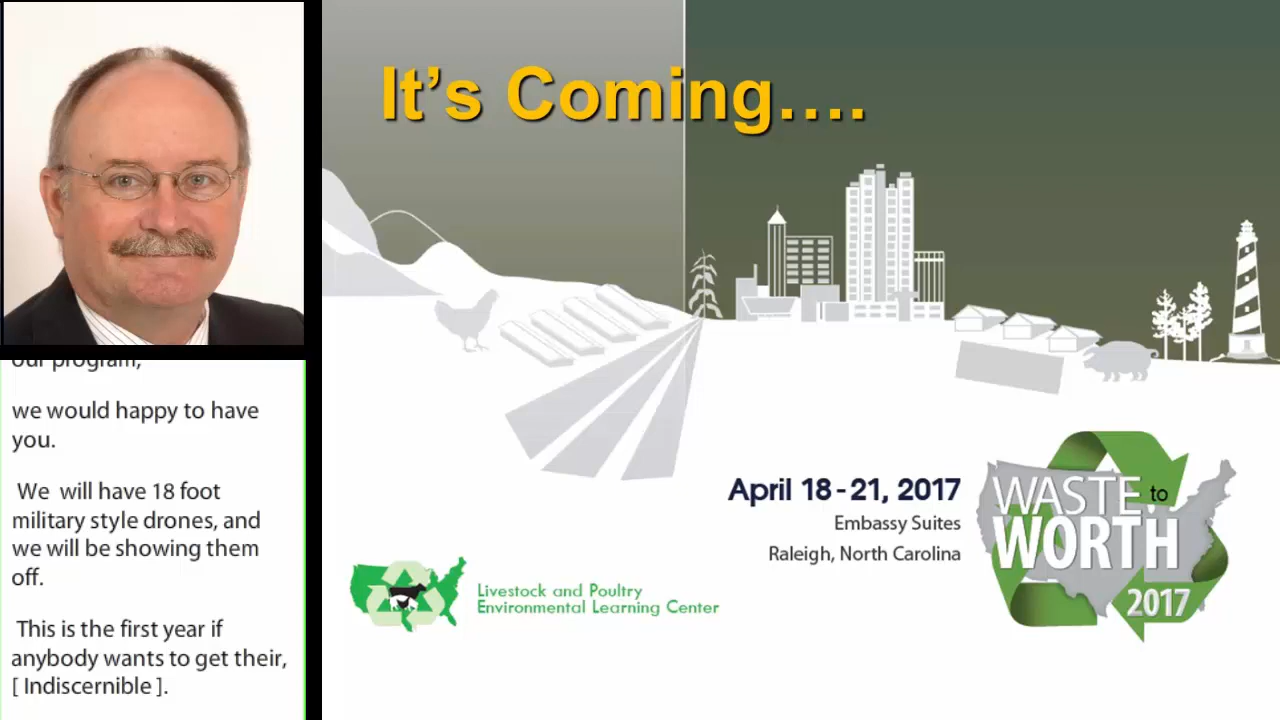 It's Coming....
our program,
we would happy to have
you.
We will have 18 foot
military style drones, and
we will be showing them
off.
This is the first year if
anybody wants to get their,
[ Indiscernible ].
April 18 - 21, 2017
Embassy Suites
Raleigh, North Carolina
WASTE to
WORTH
2017
Livestock and Poultry
Environmental Learning Center